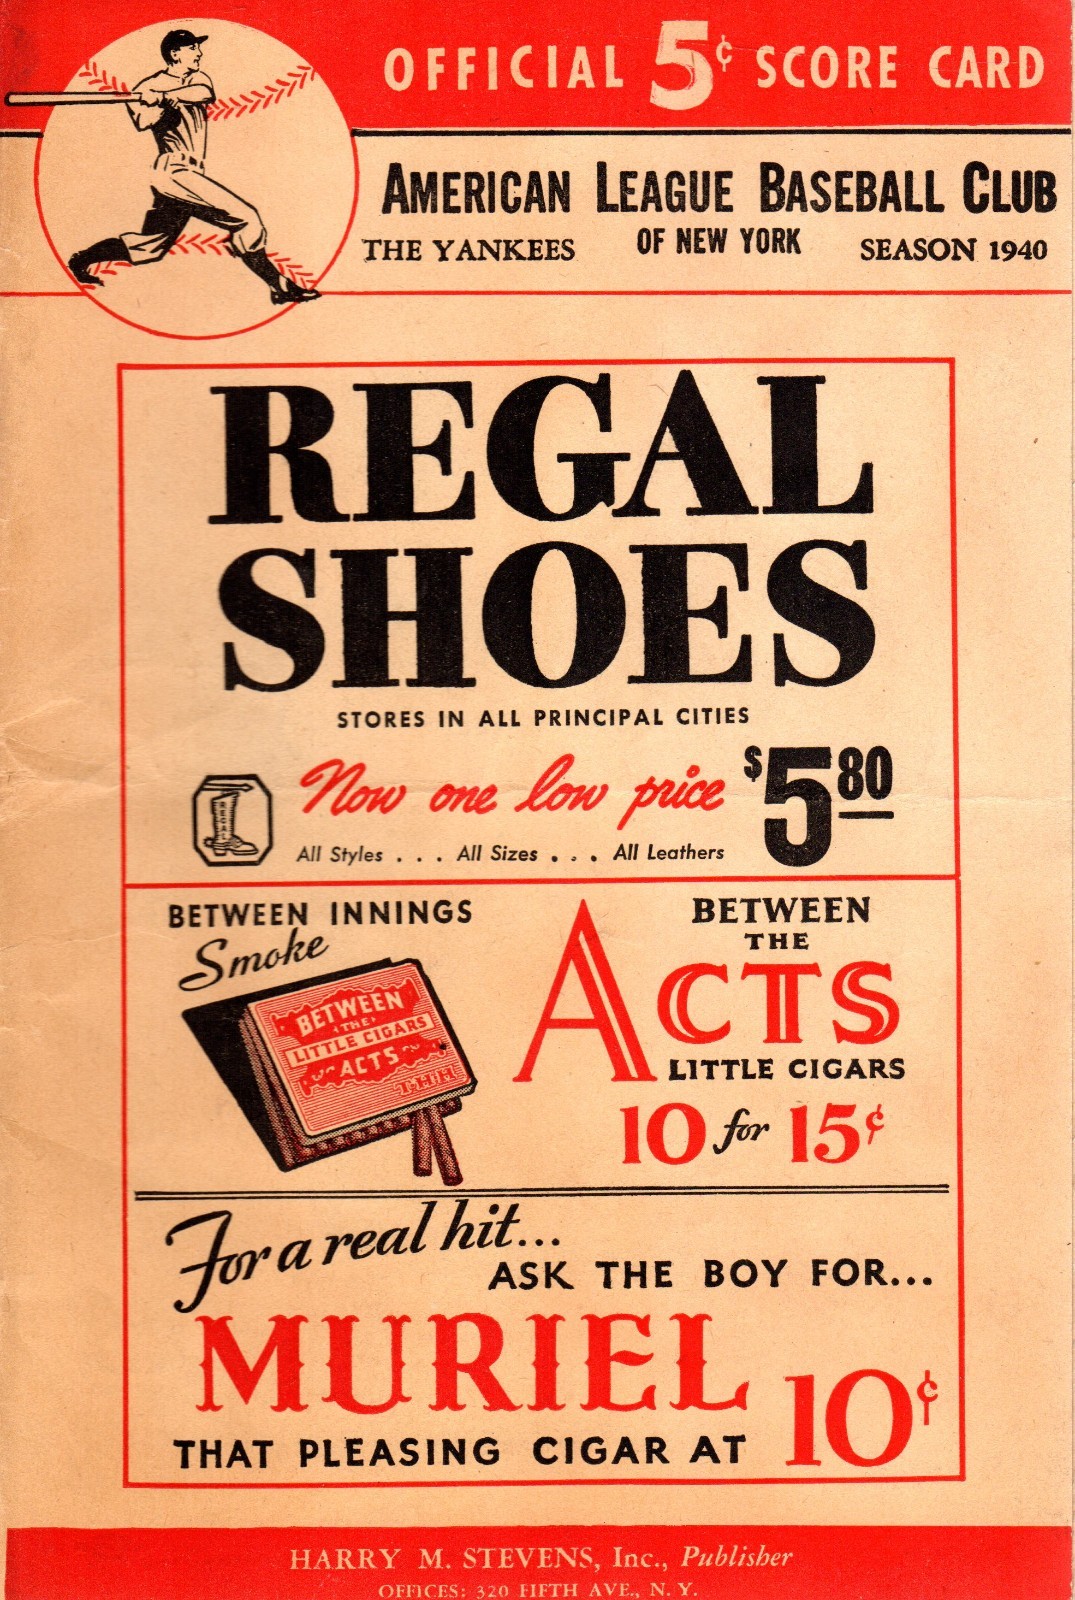 OFFICIAL 5¢ SCORE CARD
AMERICAN LEAGUE BASEBALL CLUB
THE YANKEES OF NEW YORK SEASON 1940
REGAL
SHOES
STORES IN ALL PRINCIPAL CITIES
REGAL
Now one low price $5 80
All Styles . . . All Sizes . . . All Leathers
BETWEEN INNINGS
Smoke
BETWEEN
THE
LITTLE CIGARS
ACTS
T·H·H
BETWEEN
THE
ACTS
LITTLE CIGARS
10 for 15¢
For a real hit...
ASK THE BOY FOR...
MURIEL
THAT PLEASING CIGAR AT 10¢
HARRY M. STEVENS, Inc., Publisher
OFFICES: 320 FIFTH AVE., N. Y.